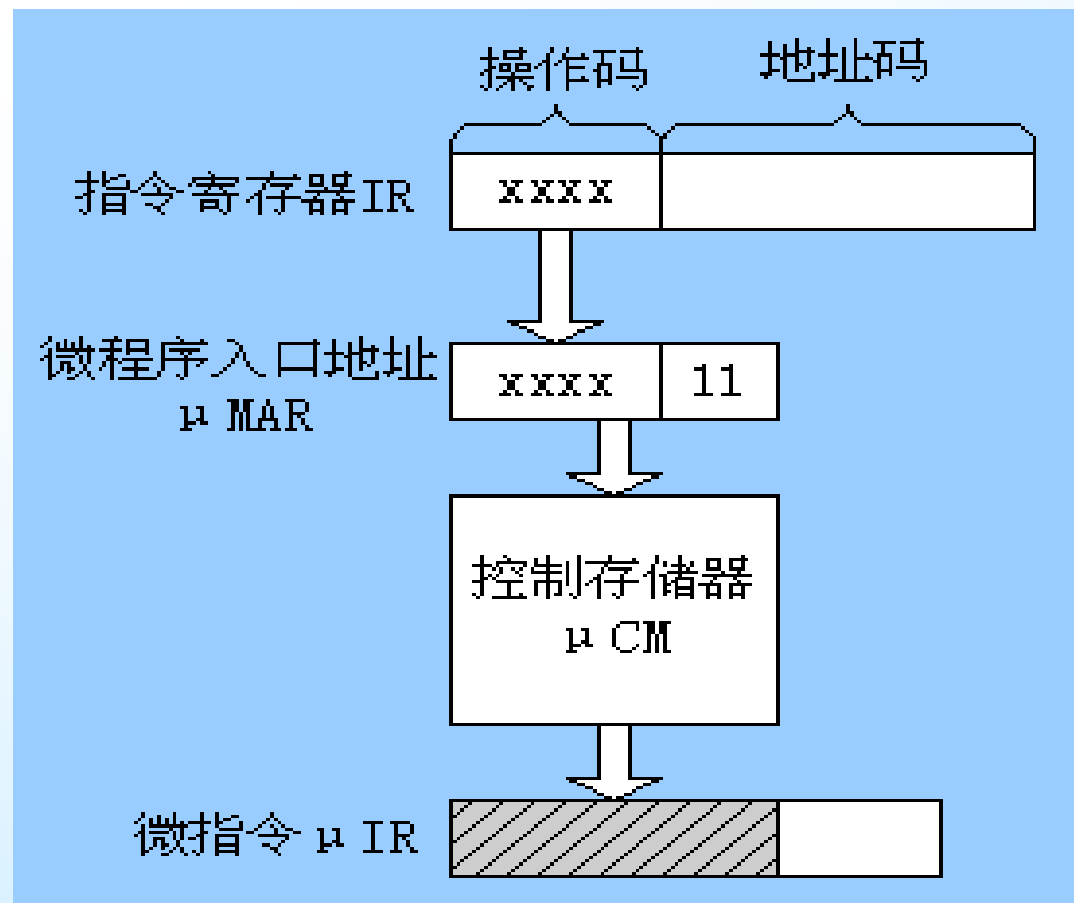 操作码 地址码
指令寄存器IR xxxx
微程序入口地址
μMAR
xxxx 11
控制存储器
μCM
微指令μIR